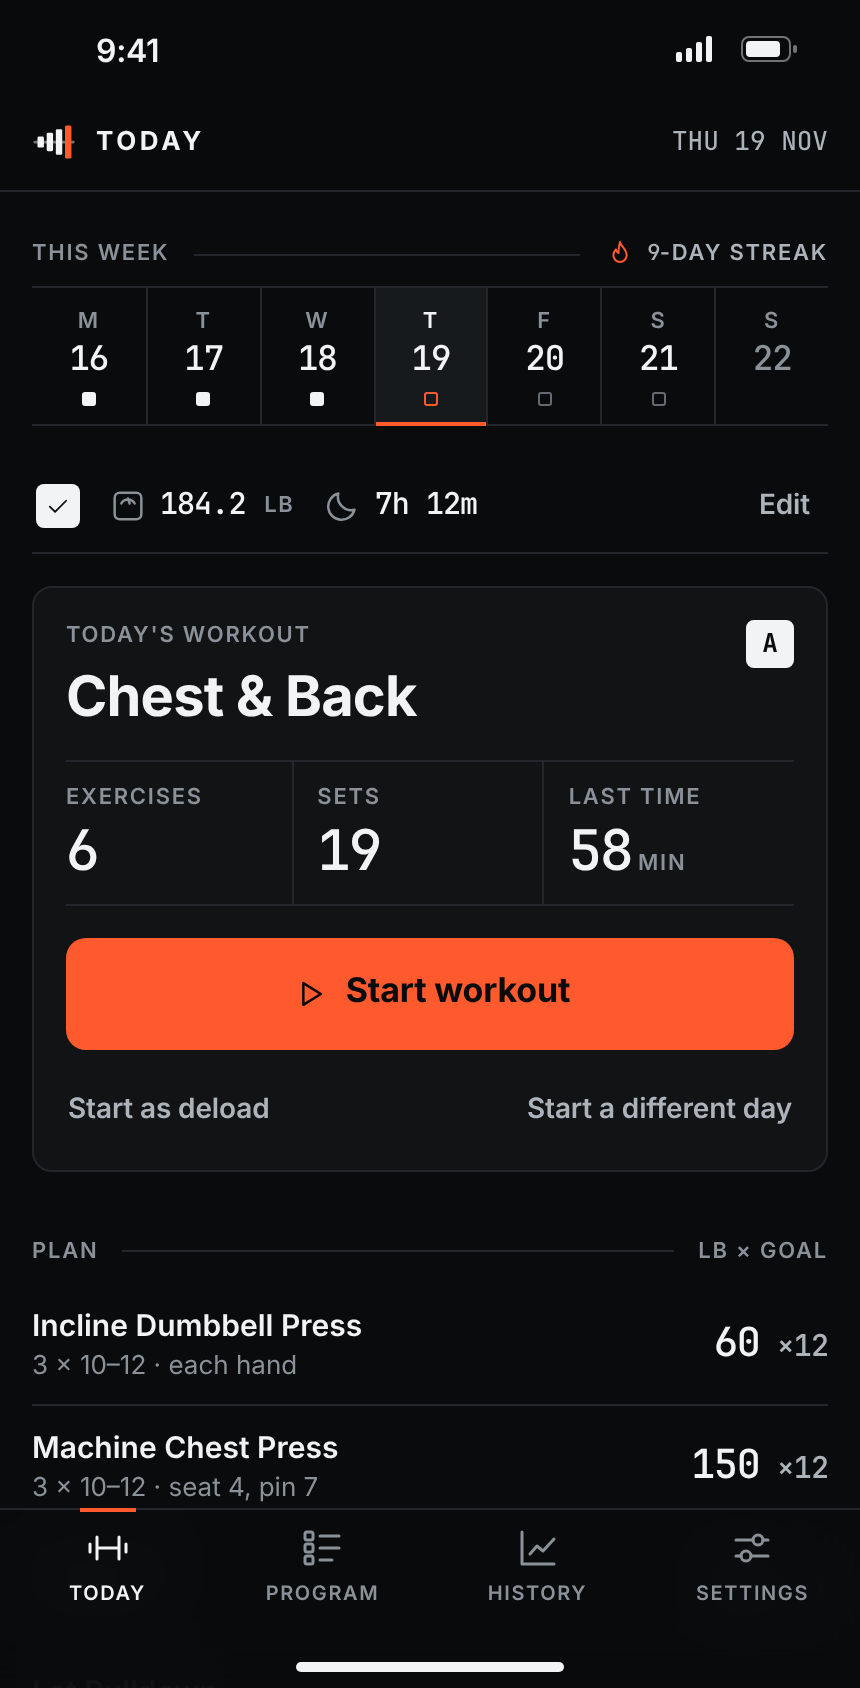 9:41
TODAY
THU 19 NOV
THIS WEEK
9-DAY STREAK
M T W T F S S
16 17 18 19 20 21 22
184.2 LB 7h 12m Edit
TODAY'S WORKOUT
A
Chest & Back
EXERCISES SETS LAST TIME
6 19 58 MIN
Start workout
Start as deload Start a different day
PLAN LB × GOAL
Incline Dumbbell Press
60 ×12
3 × 10–12 · each hand
Machine Chest Press
150 ×12
3 × 10–12 · seat 4, pin 7
TODAY PROGRAM HISTORY SETTINGS